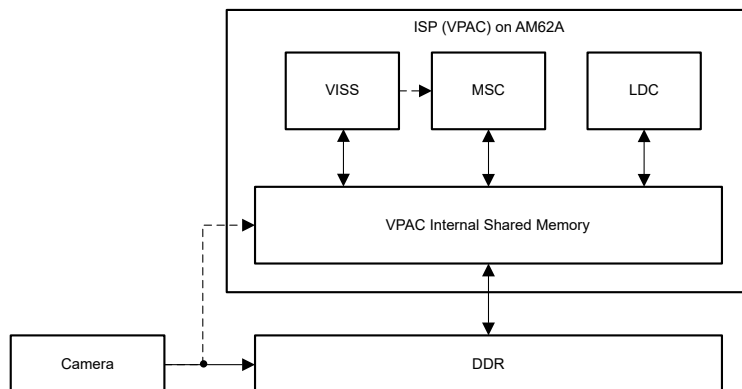 ISP (VPAC) on AM62A
VISS
MSC
LDC
VPAC Internal Shared Memory
Camera
DDR